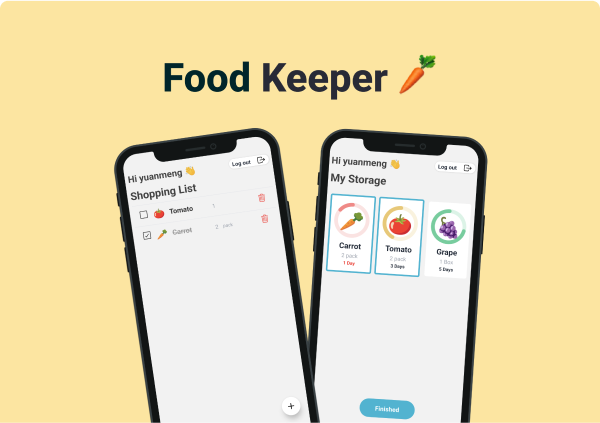 Food Keeper
Hi yuanmeng 👋
Log out
Shopping List
Tomato 1
Carrot 2 pack
+
Hi yuanmeng 👋
Log out
My Storage
Carrot
2 pack
1 Day
Tomato
2 pack
3 Days
Grape
1 Box
5 Days
Finished